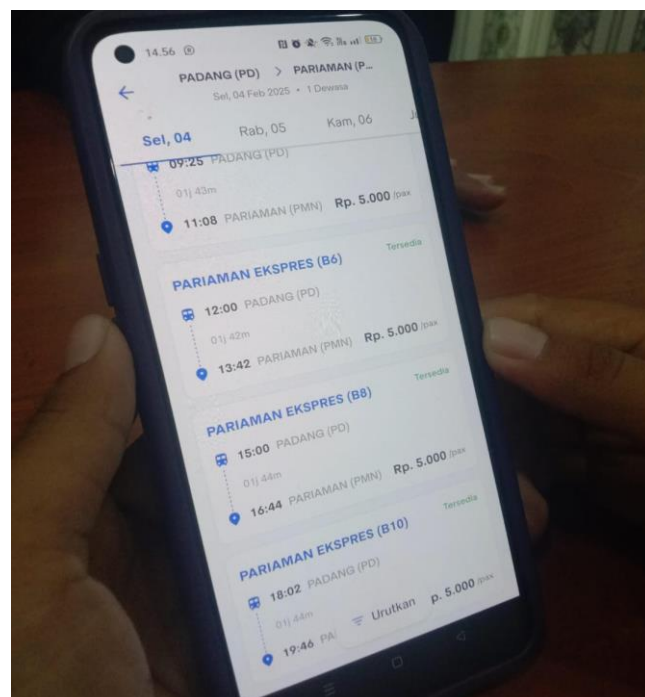 14.56
PADANG (PD) > PARIAMAN (P...
Sel, 04 Feb 2025 • 1 Dewasa
Sel, 04 Rab, 05 Kam, 06
09:25 PADANG (PD)
01j 43m
11:08 PARIAMAN (PMN) Rp. 5.000 /pax
PARIAMAN EKSPRES (B6) Tersedia
12:00 PADANG (PD)
01j 42m
13:42 PARIAMAN (PMN) Rp. 5.000 /pax
PARIAMAN EKSPRES (B8) Tersedia
15:00 PADANG (PD)
01j 44m
16:44 PARIAMAN (PMN) Rp. 5.000 /pax
PARIAMAN EKSPRES (B10) Tersedia
18:02 PADANG (PD)
01j 44m
19:46 PA Urutkan p. 5.000 /pax